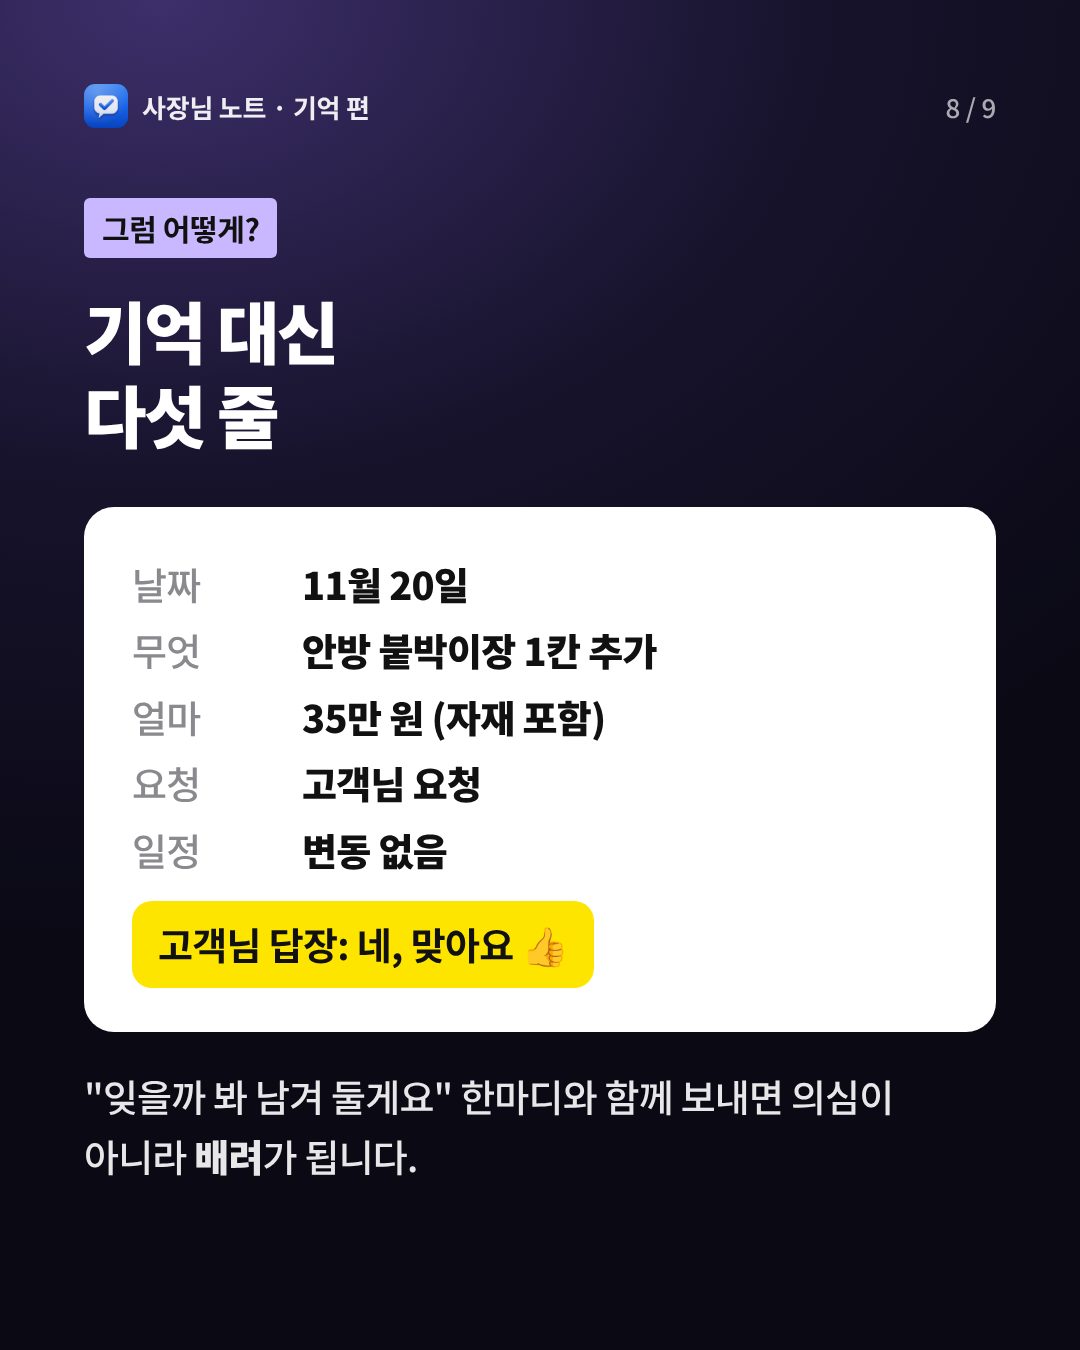 사장님 노트 · 기억 편
8 / 9
그럼 어떻게?
기억 대신
다섯 줄
날짜 11월 20일
무엇 안방 붙박이장 1칸 추가
얼마 35만 원 (자재 포함)
요청 고객님 요청
일정 변동 없음
고객님 답장: 네, 맞아요 👍
"잊을까 봐 남겨 둘게요" 한마디와 함께 보내면 의심이
아니라 배려가 됩니다.